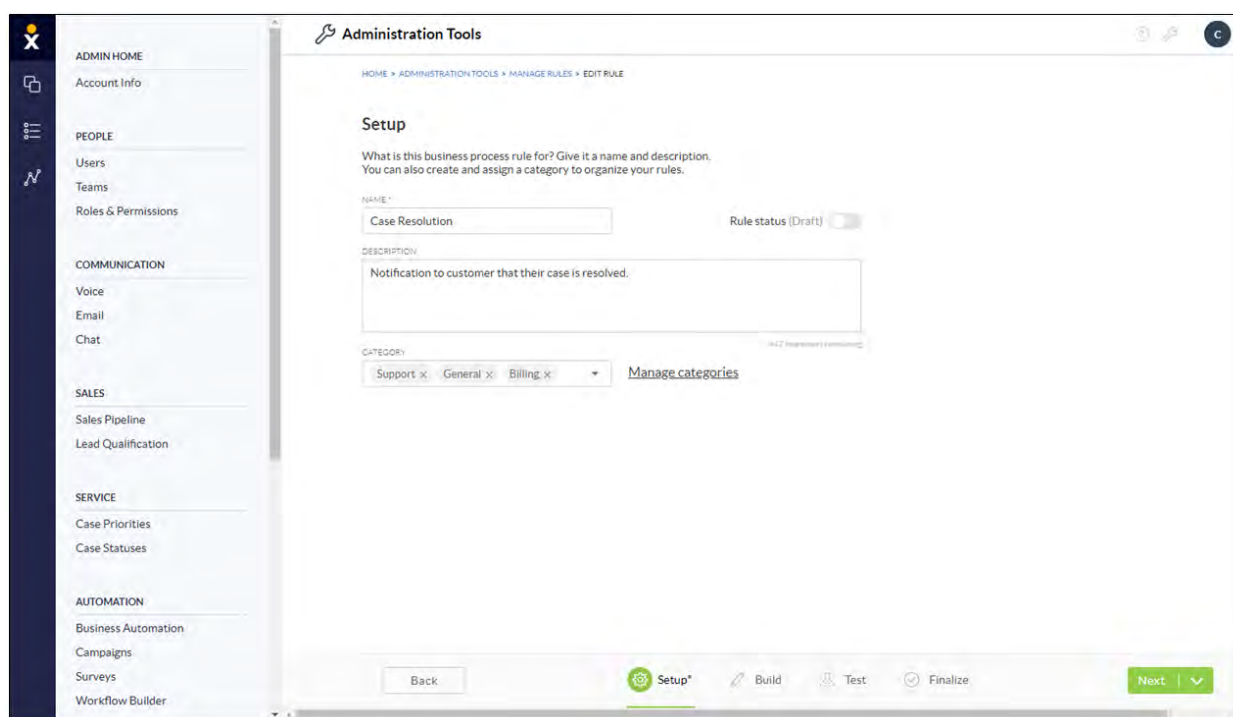 Administration Tools
C
ADMIN HOME
Account Info
PEOPLE
Users
Teams
Roles & Permissions
COMMUNICATION
Voice
Email
Chat
SALES
Sales Pipeline
Lead Qualification
SERVICE
Case Priorities
Case Statuses
AUTOMATION
Business Automation
Campaigns
Surveys
Workflow Builder
HOME > ADMINISTRATION TOOLS > MANAGE RULES > EDIT RULE
Setup
What is this business process rule for? Give it a name and description.
You can also create and assign a category to organize your rules.
NAME *
Case Resolution
Rule status (Draft)
DESCRIPTION
Notification to customer that their case is resolved.
CATEGORY
Support × General × Billing ×
Manage categories
Back
Setup*
Build
Test
Finalize
Next